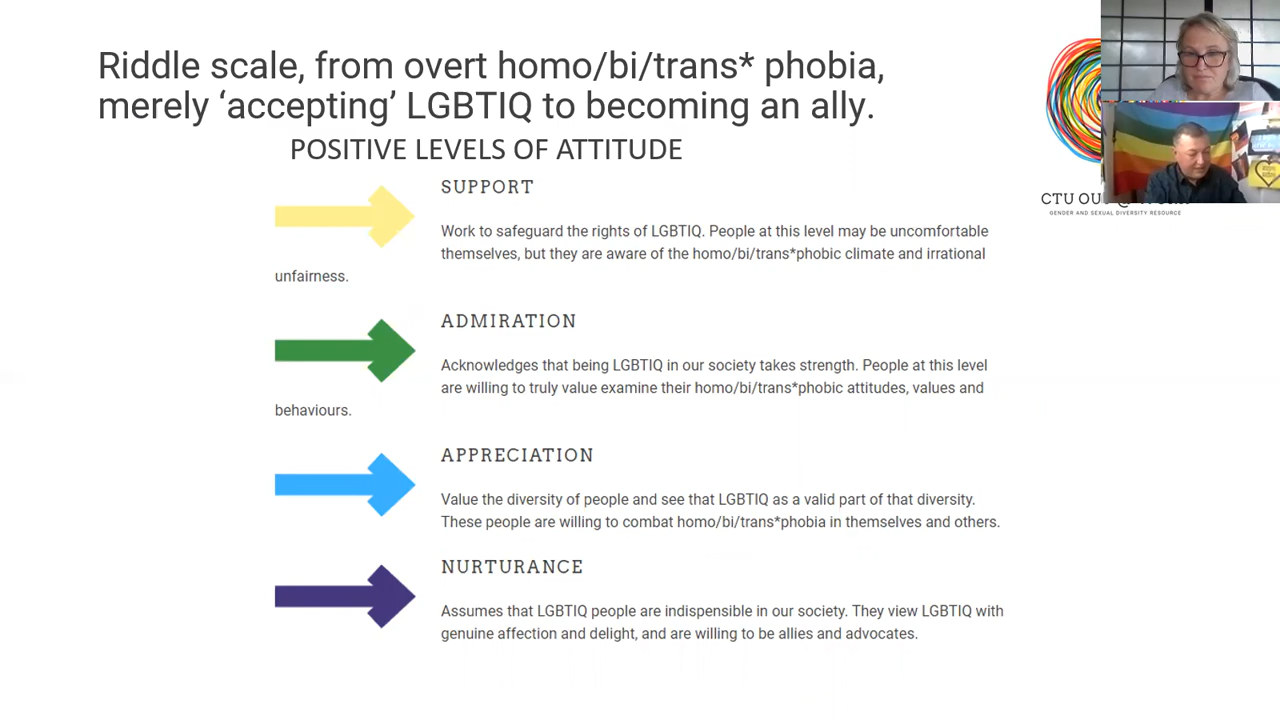 Riddle scale, from overt homo/bi/trans* phobia,
merely ‘accepting’ LGBTIQ to becoming an ally.
POSITIVE LEVELS OF ATTITUDE
SUPPORT
Work to safeguard the rights of LGBTIQ. People at this level may be uncomfortable
themselves, but they are aware of the homo/bi/trans*phobic climate and irrational
unfairness.
ADMIRATION
Acknowledges that being LGBTIQ in our society takes strength. People at this level
are willing to truly value examine their homo/bi/trans*phobic attitudes, values and
behaviours.
APPRECIATION
Value the diversity of people and see that LGBTIQ as a valid part of that diversity.
These people are willing to combat homo/bi/trans*phobia in themselves and others.
NURTURANCE
Assumes that LGBTIQ people are indispensible in our society. They view LGBTIQ with
genuine affection and delight, and are willing to be allies and advocates.
CTU
GENDER AND SEXUAL DIVERSITY RESOURCE